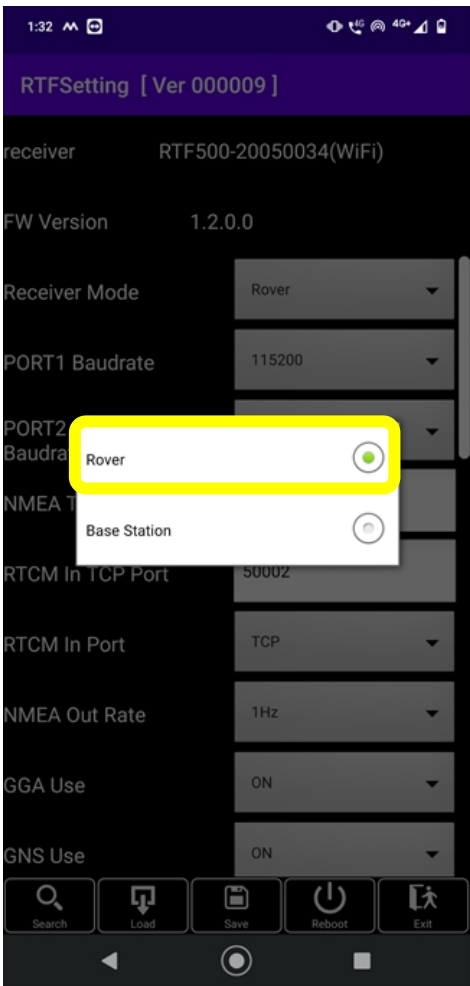 1:32
4G
4G+
RTFSetting [ Ver 000009 ]
receiver RTF500-20050034(WiFi)
FW Version 1.2.0.0
Receiver Mode Rover
PORT1 Baudrate 115200
PORT2
Baudra
Rover
NMEA T
Base Station
RTCM In TCP Port 50002
RTCM In Port TCP
NMEA Out Rate 1Hz
GGA Use ON
GNS Use ON
Search Load Save Reboot Exit